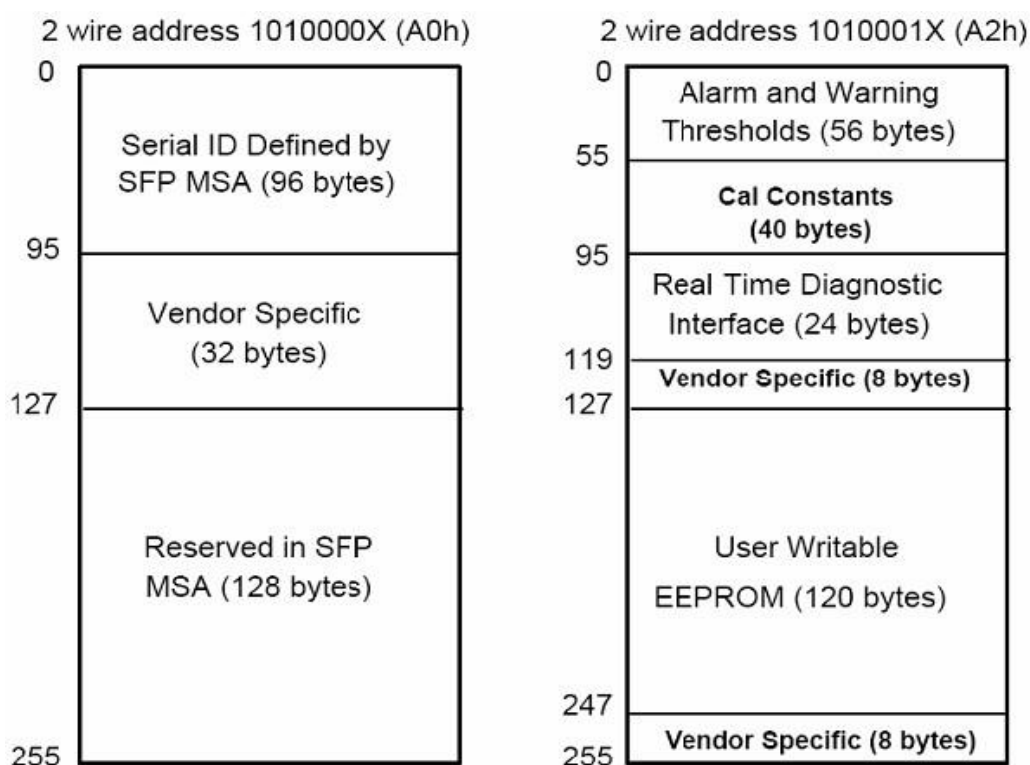 2 wire address 1010000X (A0h)
0
Serial ID Defined by
SFP MSA (96 bytes)
95
Vendor Specific
(32 bytes)
127
Reserved in SFP
MSA (128 bytes)
255
2 wire address 1010001X (A2h)
0
Alarm and Warning
Thresholds (56 bytes)
55
Cal Constants
(40 bytes)
95
Real Time Diagnostic
Interface (24 bytes)
119
Vendor Specific (8 bytes)
127
User Writable
EEPROM (120 bytes)
247
Vendor Specific (8 bytes)
255